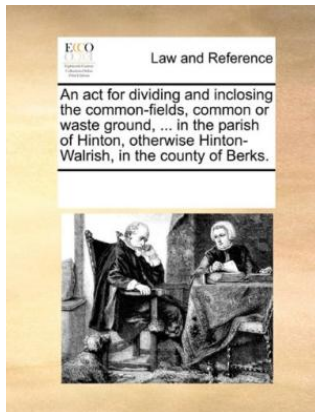 ECCO
Law and Reference
An act for dividing and inclosing
the common-fields, common or
waste ground, ... in the parish
of Hinton, otherwise Hinton-
Walrish, in the county of Berks.